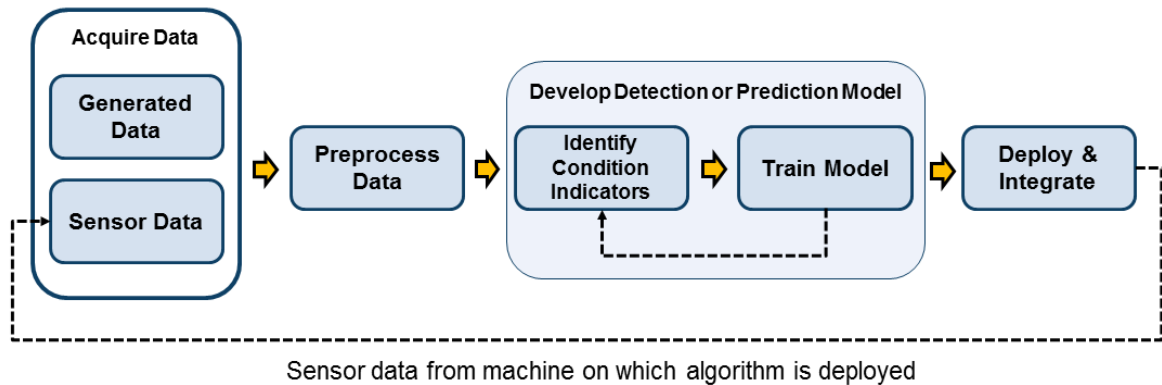 Acquire Data
Generated
Data
Sensor Data
Preprocess
Data
Develop Detection or Prediction Model
Identify
Condition
Indicators
Train Model
Deploy &
Integrate
Sensor data from machine on which algorithm is deployed